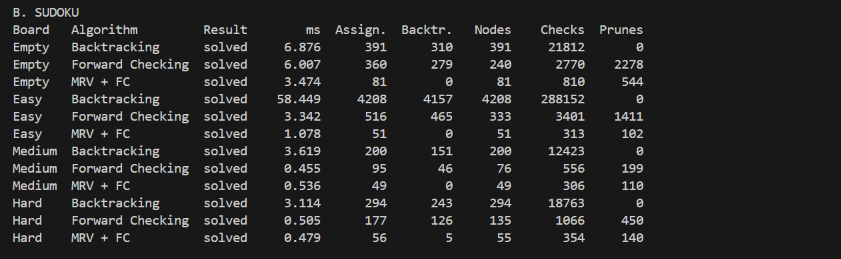 B. SUDOKU
Board Algorithm Result ms Assign. Backtr. Nodes Checks Prunes
Empty Backtracking solved 6.876 391 310 391 21812 0
Empty Forward Checking solved 6.007 360 279 240 2770 2278
Empty MRV + FC solved 3.474 81 0 81 810 544
Easy Backtracking solved 58.449 4208 4157 4208 288152 0
Easy Forward Checking solved 3.342 516 465 333 3401 1411
Easy MRV + FC solved 1.078 51 0 51 313 102
Medium Backtracking solved 3.619 200 151 200 12423 0
Medium Forward Checking solved 0.455 95 46 76 556 199
Medium MRV + FC solved 0.536 49 0 49 306 110
Hard Backtracking solved 3.114 294 243 294 18763 0
Hard Forward Checking solved 0.505 177 126 135 1066 450
Hard MRV + FC solved 0.479 56 5 55 354 140